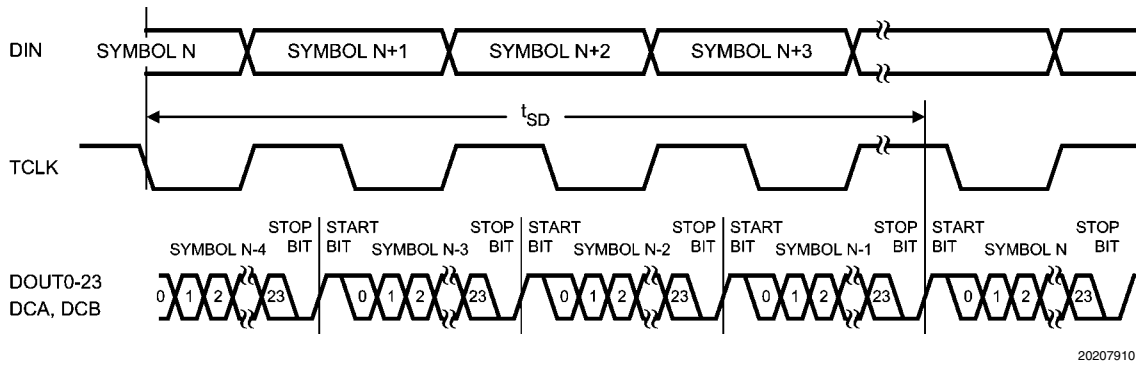 DIN SYMBOL N SYMBOL N+1 SYMBOL N+2 SYMBOL N+3
tSD
TCLK
STOP BIT START BIT STOP BIT START BIT STOP BIT START BIT STOP BIT START BIT STOP BIT
SYMBOL N-4 SYMBOL N-3 SYMBOL N-2 SYMBOL N-1 SYMBOL N
DOUT0-23
DCA, DCB
0 1 2 23 0 1 2 23 0 1 2 23 0 1 2 23 0 1 2 23
20207910